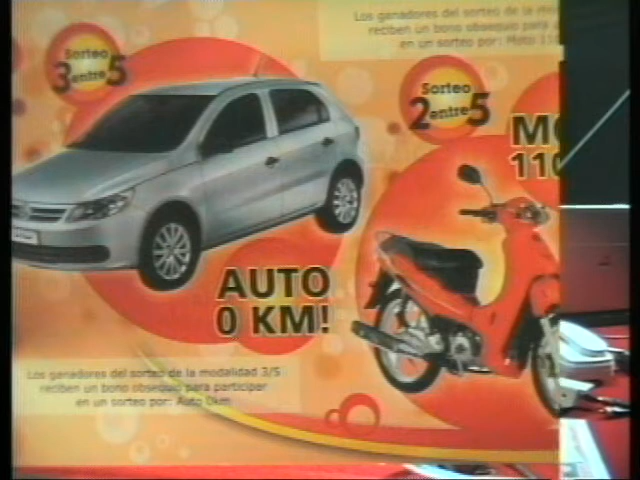 Los ganadores del sorteo de la
reciben un bono obsequio para
en un sorteo por: Moto 110
Sorteo
3 entre 5
Sorteo
2 entre 5
110
AUTO
0 KM!
Los ganadores del sorteo de la modalidad 3/5
reciben un bono obsequio para participar
en un sorteo por: Auto 0km